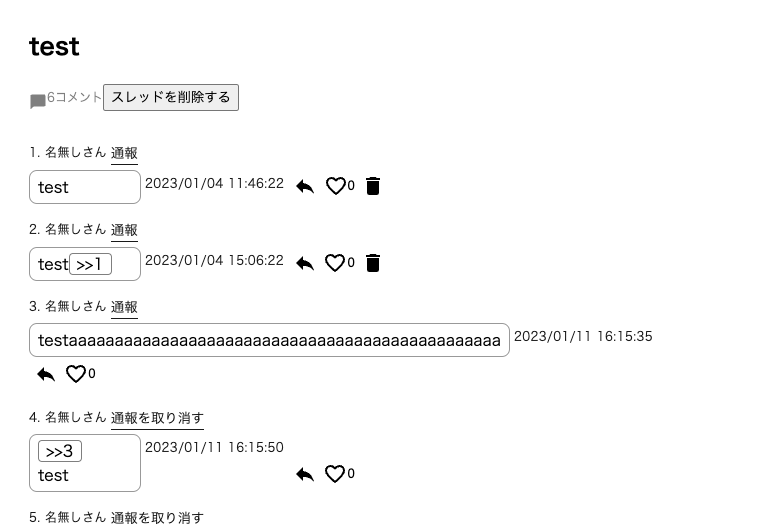 test
6コメント スレッドを削除する
1. 名無しさん 通報
test 2023/01/04 11:46:22 0
2. 名無しさん 通報
test >>1 2023/01/04 15:06:22 0
3. 名無しさん 通報
testaaaaaaaaaaaaaaaaaaaaaaaaaaaaaaaaaaaaaaaaaaaaaaa 2023/01/11 16:15:35
0
4. 名無しさん 通報を取り消す
>>3 2023/01/11 16:15:50
test 0
5. 名無しさん 通報を取り消す